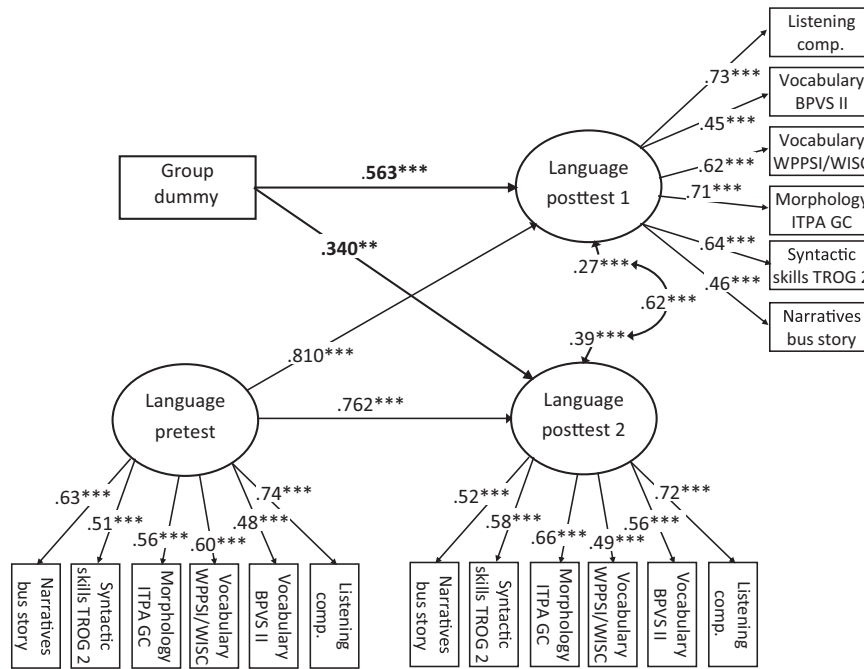 Listening
comp.
.73***
Vocabulary
BPVS II
.45***
Vocabulary
WPPSI/WISC
.62***
Morphology
ITPA GC
.71***
Syntactic
skills TROG 2
.64***
Narratives
bus story
.46***
Language
posttest 1
Group
dummy
.563***
.340**
.27***
.62***
.39***
.810***
Language
pretest
.762***
Language
posttest 2
.63***
.51***
.56***
.60***
.48***
.74***
.52***
.58***
.66***
.49***
.56***
.72***
Narratives
bus story
Syntactic
skills TROG 2
Morphology
ITPA GC
Vocabulary
WPPSI/WISC
Vocabulary
BPVS II
Listening
comp.
Narratives
bus story
Syntactic
skills TROG 2
Morphology
ITPA GC
Vocabulary
WPPSI/WISC
Vocabulary
BPVS II
Listening
comp.